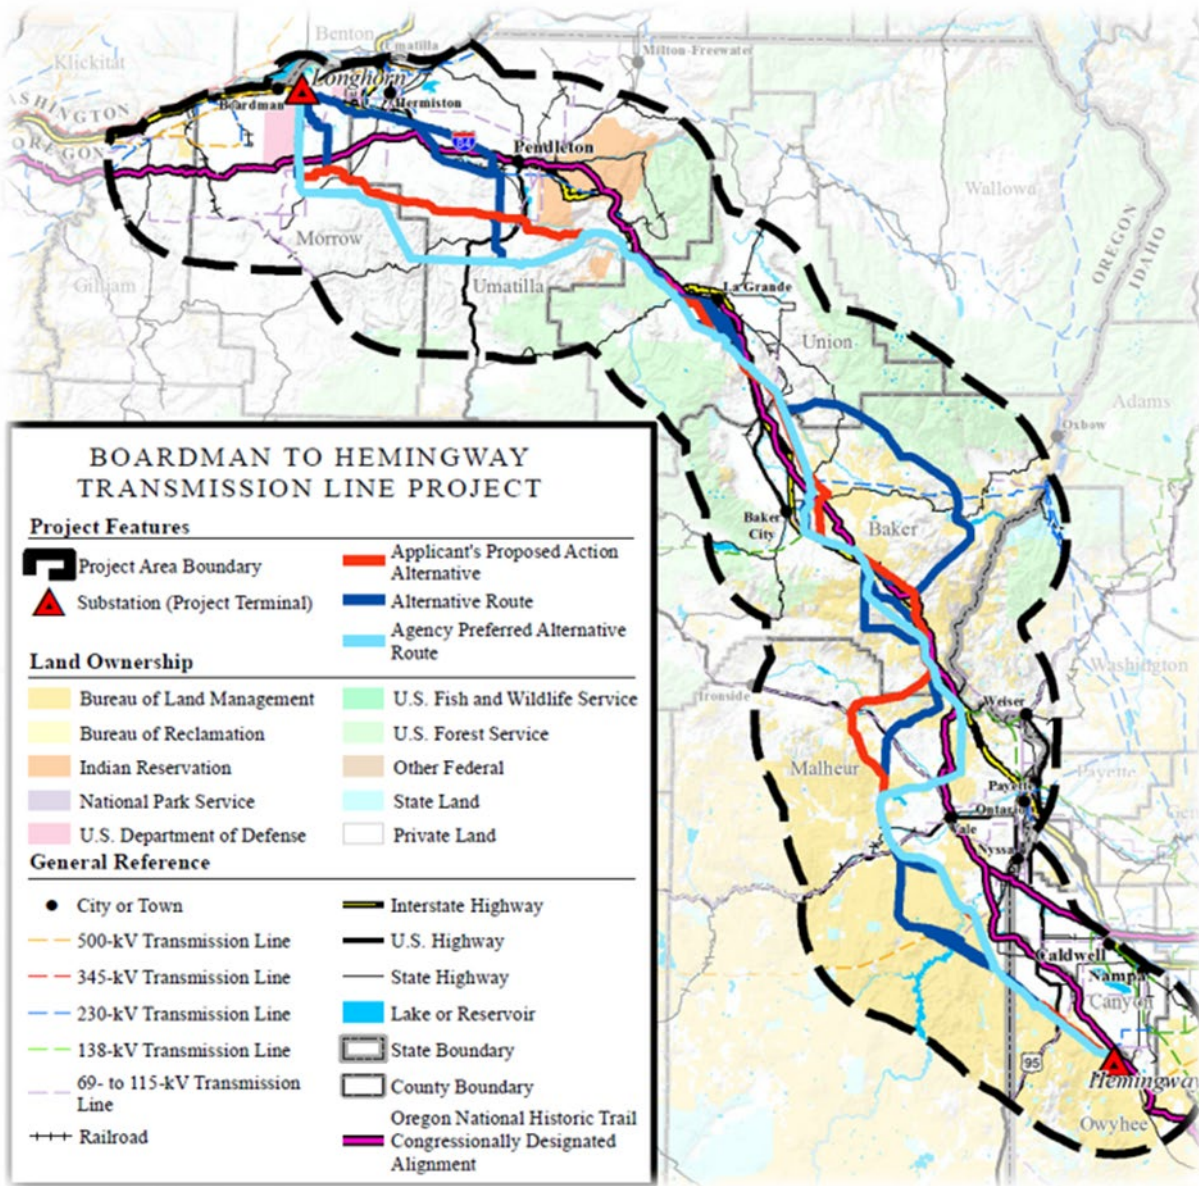 Benton
Umatilla
Klickitat
Milton-Freewater
Longhorn
Boardman
Hermiston
WASHINGTON
OREGON
84
Pendleton
Wallowa
OREGON
IDAHO
Morrow
Gilliam
Umatilla
La Grande
Union
Adams
Oxbow
Baker
City
Baker
Washington
Ironside
Weiser
Malheur
Payette
Payette
Ontario
Vale
Nyssa
Caldwell
Nampa
Canyon
95
Hemingway
Owyhee
BOARDMAN TO HEMINGWAY
TRANSMISSION LINE PROJECT
Project Features
Project Area Boundary
Substation (Project Terminal)
Applicant's Proposed Action
Alternative
Alternative Route
Agency Preferred Alternative
Route
Land Ownership
Bureau of Land Management
Bureau of Reclamation
Indian Reservation
National Park Service
U.S. Department of Defense
U.S. Fish and Wildlife Service
U.S. Forest Service
Other Federal
State Land
Private Land
General Reference
City or Town
500-kV Transmission Line
345-kV Transmission Line
230-kV Transmission Line
138-kV Transmission Line
69- to 115-kV Transmission
Line
Railroad
Interstate Highway
U.S. Highway
State Highway
Lake or Reservoir
State Boundary
County Boundary
Oregon National Historic Trail
Congressionally Designated
Alignment